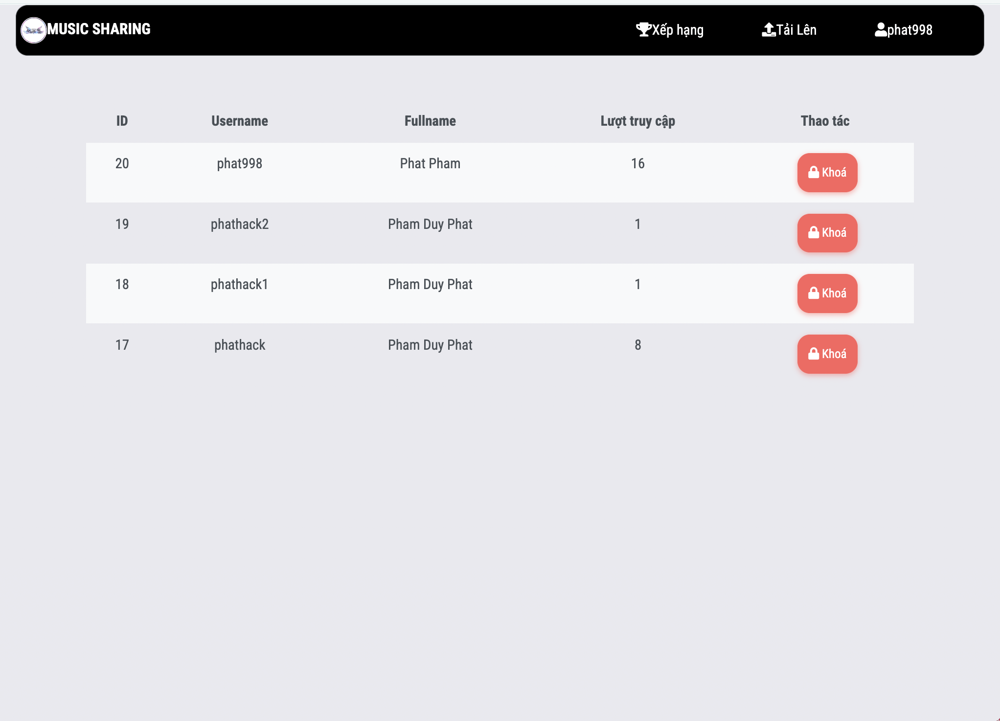 MUSIC SHARING Xếp hạng Tải Lên phat998
ID Username Fullname Lượt truy cập Thao tác
20 phat998 Phat Pham 16 Khoá
19 phathack2 Pham Duy Phat 1 Khoá
18 phathack1 Pham Duy Phat 1 Khoá
17 phathack Pham Duy Phat 8 Khoá